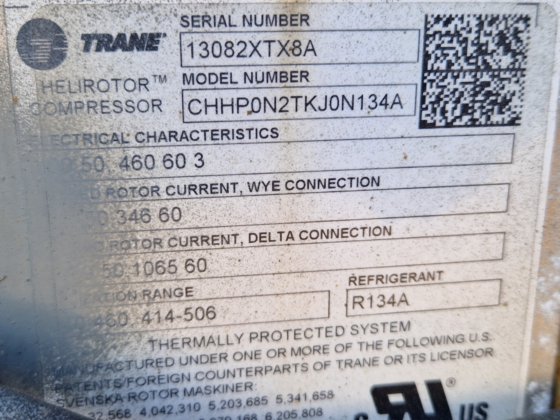 TRANE
SERIAL NUMBER
13082XTX8A
HELIROTOR™
COMPRESSOR
MODEL NUMBER
CHHP0N2TKJ0N134A
ELECTRICAL CHARACTERISTICS
50, 460 60 3
ROTOR CURRENT, WYE CONNECTION
346 60
ROTOR CURRENT, DELTA CONNECTION
50 1065 60
RANGE
460, 414-506
REFRIGERANT
R134A
THERMALLY PROTECTED SYSTEM
MANUFACTURED UNDER ONE OR MORE OF THE FOLLOWING U.S.
PATENTS/FOREIGN COUNTERPARTS OF TRANE OR ITS LICENSOR
SVENSKA ROTOR MASKINER:
4,042,310 5,203,685 5,341,658
6,205,808
US